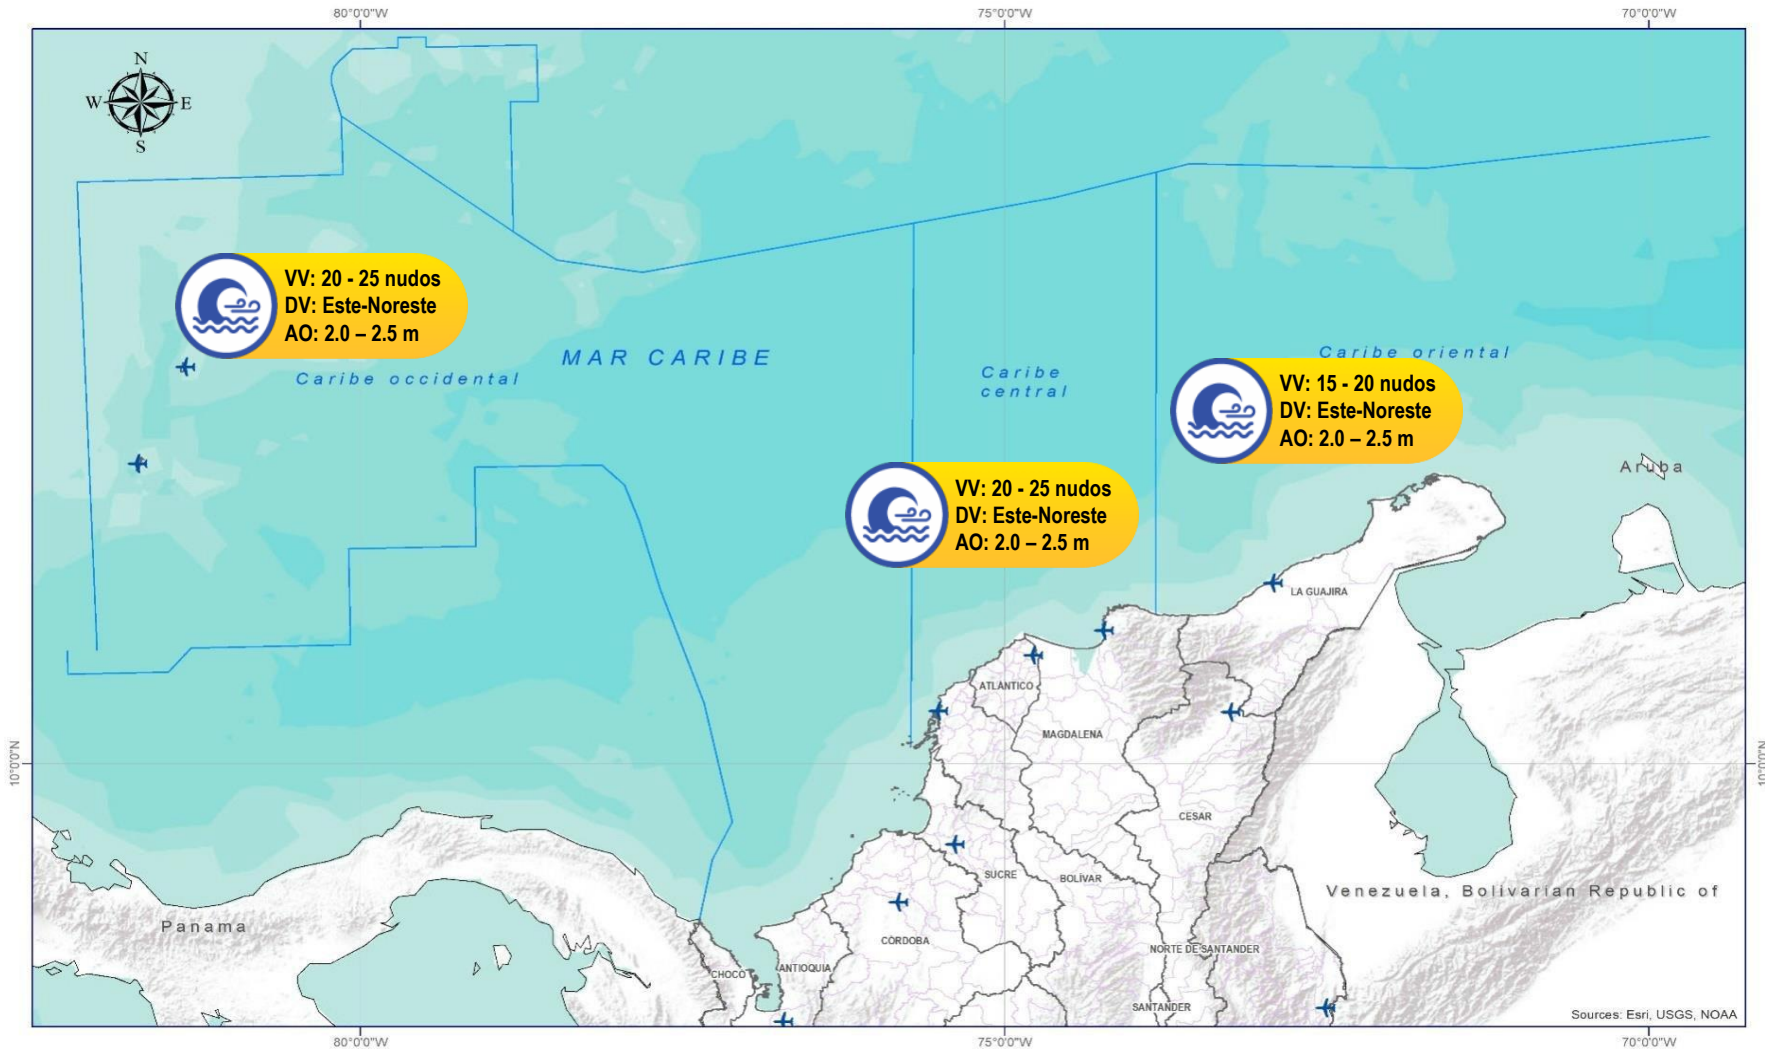 80°0'0"W
75°0'0"W
70°0'0"W
N
W
E
S
VV: 20 - 25 nudos
DV: Este-Noreste
AO: 2.0 – 2.5 m
MAR CARIBE
Caribe occidental
Caribe
central
Caribe oriental
VV: 15 - 20 nudos
DV: Este-Noreste
AO: 2.0 – 2.5 m
VV: 20 - 25 nudos
DV: Este-Noreste
AO: 2.0 – 2.5 m
Aruba
LA GUAJIRA
ATLANTICO
MAGDALENA
10°0'0"N
10°0'0"N
CESAR
SUCRE
BOLÍVAR
Venezuela, Bolivarian Republic of
Panama
CÓRDOBA
NORTE DE SANTANDER
CHOCO
ANTIOQUIA
SANTANDER
Sources: Esri, USGS, NOAA
80°0'0"W
75°0'0"W
70°0'0"W